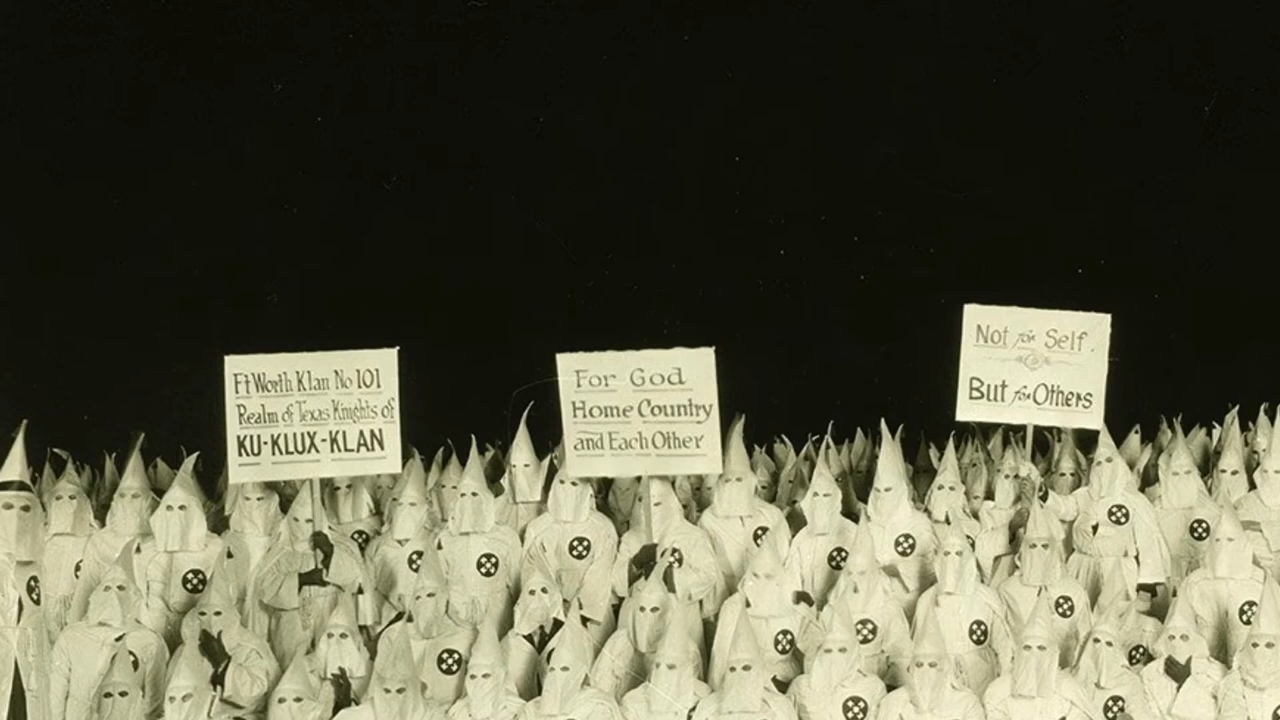 Ft Worth Klan No 101
Realm of Texas Knights of
KU-KLUX-KLAN
For God
Home Country
and Each Other
Not for Self.
But for Others